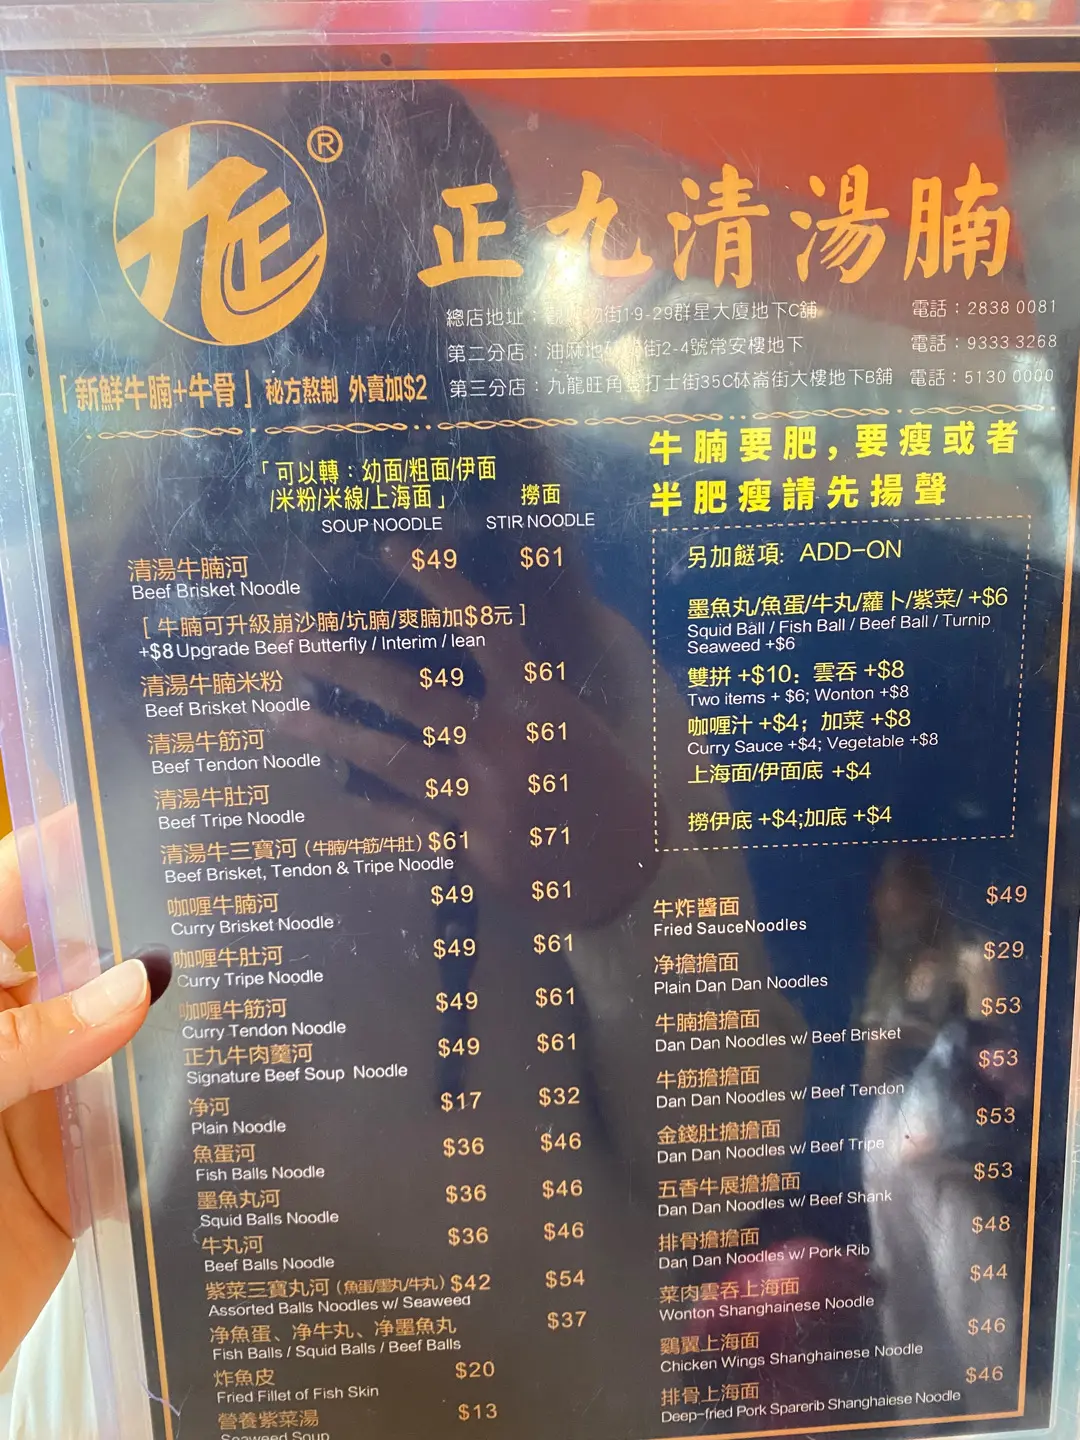 九正 ®
正九清湯腩
總店地址： 街19-29群星大廈地下C舖 電話：2838 0081
第二分店：油麻地 街2-4號常安樓地下 電話：9333 3268
第三分店：九龍旺角 打士街35C砵崙街大樓地下B舖 電話：5130 0000
「新鮮牛腩+牛骨」秘方熬制 外賣加$2
「可以轉：幼面/粗面/伊面
/米粉/米線/上海面」 撈面
SOUP NOODLE STIR NOODLE
清湯牛腩河 $49 $61
Beef Brisket Noodle
[ 牛腩可升級崩沙腩/坑腩/爽腩加$8元 ]
+$8 Upgrade Beef Butterfly / Interim / lean
清湯牛腩米粉 $49 $61
Beef Brisket Noodle
清湯牛筋河 $49 $61
Beef Tendon Noodle
清湯牛肚河 $49 $61
Beef Tripe Noodle
清湯牛三寶河 (牛腩/牛筋/牛肚) $61 $71
Beef Brisket, Tendon & Tripe Noodle
咖喱牛腩河 $49 $61
Curry Brisket Noodle
咖喱牛肚河 $49 $61
Curry Tripe Noodle
咖喱牛筋河 $49 $61
Curry Tendon Noodle
正九牛肉羹河 $49 $61
Signature Beef Soup Noodle
净河 $17 $32
Plain Noodle
魚蛋河 $36 $46
Fish Balls Noodle
墨魚丸河 $36 $46
Squid Balls Noodle
牛丸河 $36 $46
Beef Balls Noodle
紫菜三寶丸河 (魚蛋/墨丸/牛丸) $42 $54
Assorted Balls Noodles w/ Seaweed
净魚蛋、净牛丸、净墨魚丸 $37
Fish Balls / Squid Balls / Beef Balls
炸魚皮 $20
Fried Fillet of Fish Skin
營養紫菜湯 $13
Seaweed Soup
牛腩要肥，要瘦或者
半肥瘦請先揚聲
另加餸項: ADD-ON
墨魚丸/魚蛋/牛丸/蘿卜/紫菜/ +$6
Squid Ball / Fish Ball / Beef Ball / Turnip
Seaweed +$6
雙拼 +$10; 雲吞 +$8
Two items + $6; Wonton +$8
咖喱汁 +$4; 加菜 +$8
Curry Sauce +$4; Vegetable +$8
上海面/伊面底 +$4
撈伊底 +$4;加底 +$4
牛炸醬面 $49
Fried SauceNoodles
净擔擔面 $29
Plain Dan Dan Noodles
牛腩擔擔面 $53
Dan Dan Noodles w/ Beef Brisket
牛筋擔擔面 $53
Dan Dan Noodles w/ Beef Tendon
金錢肚擔擔面 $53
Dan Dan Noodles w/ Beef Tripe
五香牛展擔擔面 $53
Dan Dan Noodles w/ Beef Shank
排骨擔擔面 $48
Dan Dan Noodles w/ Pork Rib
菜肉雲吞上海面 $44
Wonton Shanghainese Noodle
鷄翼上海面 $46
Chicken Wings Shanghainese Noodle
排骨上海面 $46
Deep-fried Pork Sparerib Shanghaiese Noodle